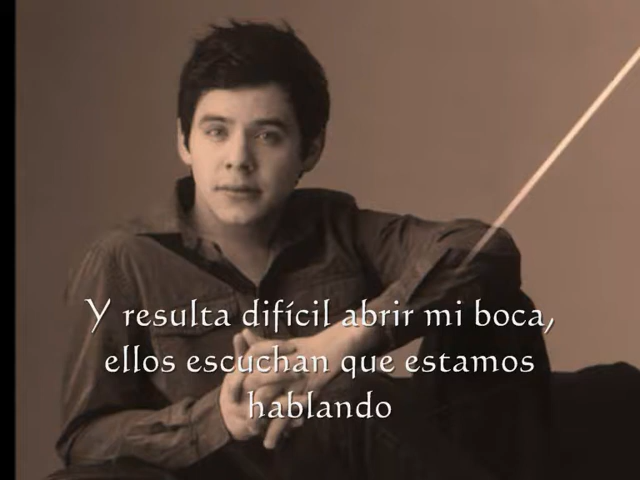 Y resulta difícil abrir mi boca,
ellos escuchan que estamos
hablando